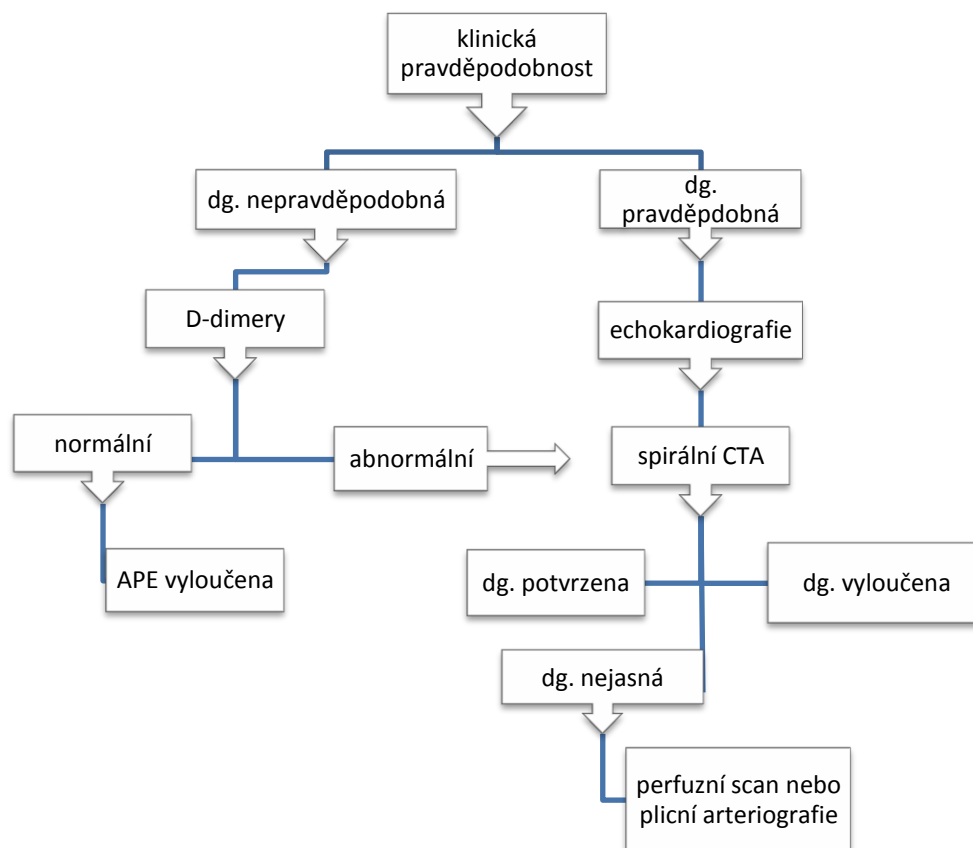 klinická
pravděpodobnost
dg. nepravděpodobná
dg.
pravděpdobná
D-dimery
echokardiografie
normální
abnormální
spirální CTA
APE vyloučena
dg. potvrzena
dg. vyloučena
dg. nejasná
perfuzní scan nebo
plicní arteriografie